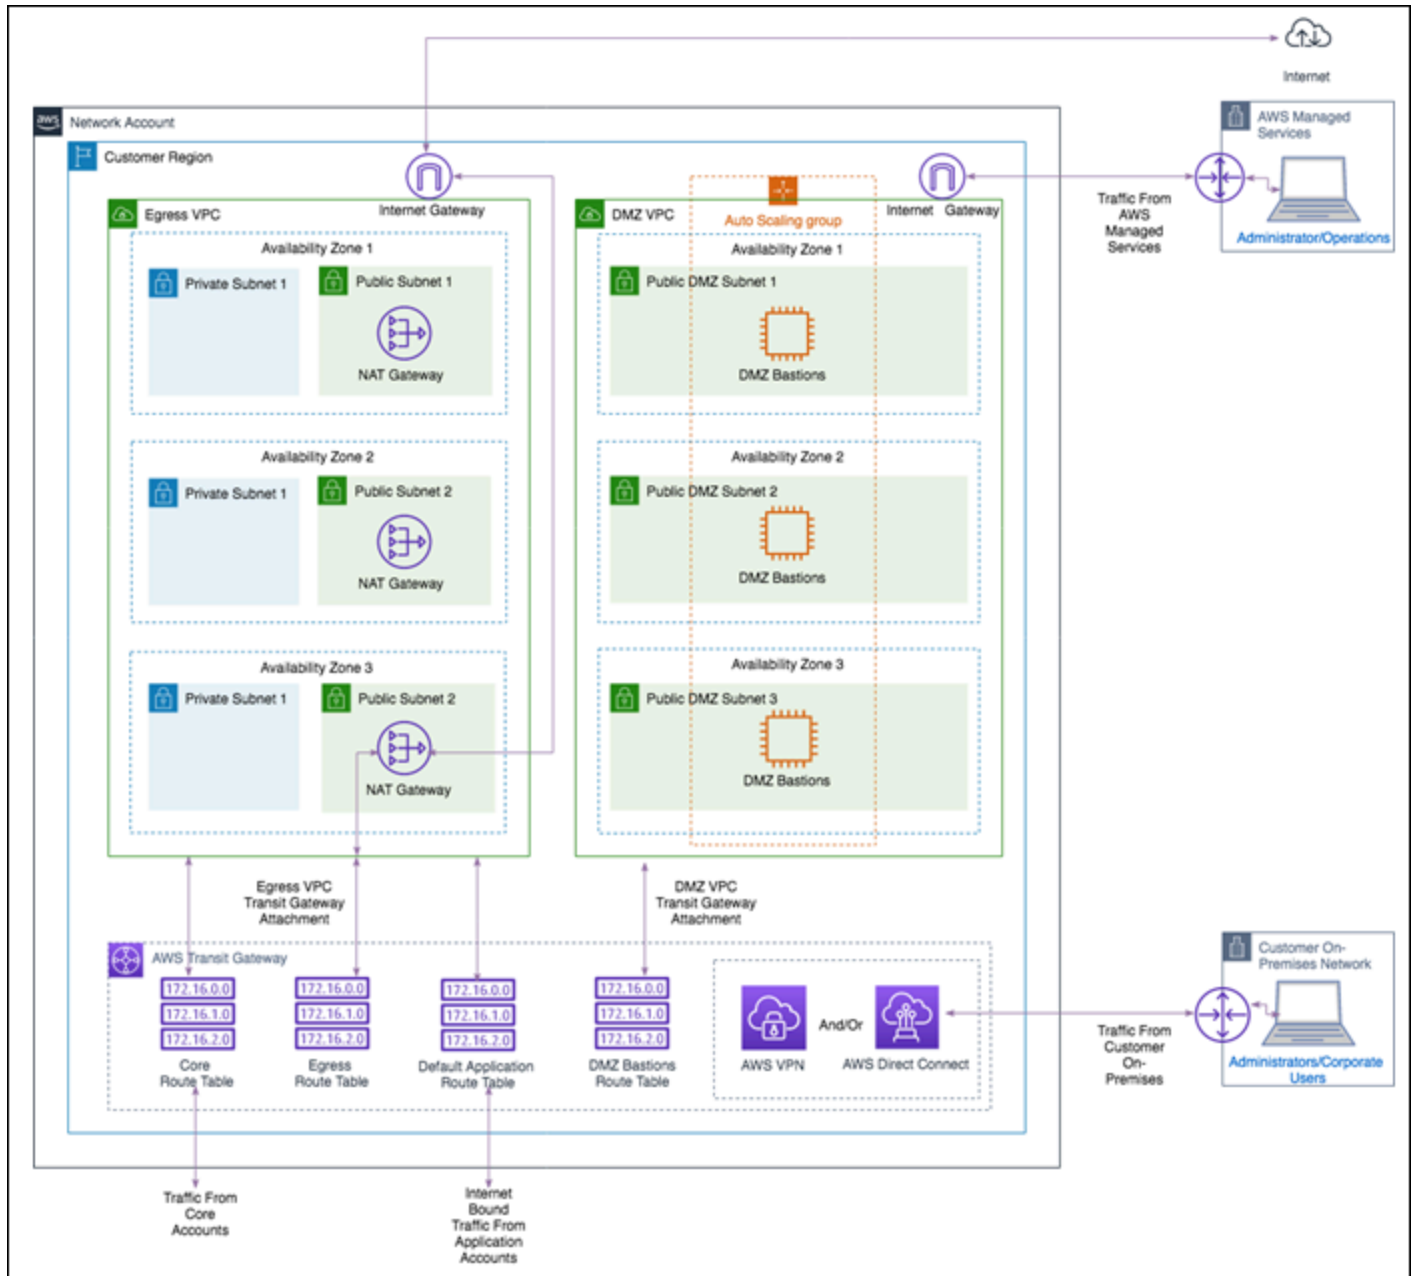 Internet
aws
Network Account
AWS Managed
Services
Customer Region
Internet Gateway
Internet Gateway
Traffic From
AWS
Managed
Services
Administrator/Operations
Egress VPC
DMZ VPC
Auto Scaling group
Availability Zone 1
Private Subnet 1
Public Subnet 1
NAT Gateway
Availability Zone 1
Public DMZ Subnet 1
DMZ Bastions
Availability Zone 2
Private Subnet 1
Public Subnet 2
NAT Gateway
Availability Zone 2
Public DMZ Subnet 2
DMZ Bastions
Availability Zone 3
Private Subnet 1
Public Subnet 2
NAT Gateway
Availability Zone 3
Public DMZ Subnet 3
DMZ Bastions
Egress VPC
Transit Gateway
Attachment
DMZ VPC
Transit Gateway
Attachment
AWS Transit Gateway
172.16.0.0
172.16.1.0
172.16.2.0
Core
Route Table
172.16.0.0
172.16.1.0
172.16.2.0
Egress
Route Table
172.16.0.0
172.16.1.0
172.16.2.0
Default Application
Route Table
172.16.0.0
172.16.1.0
172.16.2.0
DMZ Bastions
Route Table
AWS VPN
And/Or
AWS Direct Connect
Traffic From
Customer
On-
Premises
Customer On-
Premises Network
Administrators/Corporate
Users
Traffic From
Core
Accounts
Internet
Bound
Traffic From
Application
Accounts